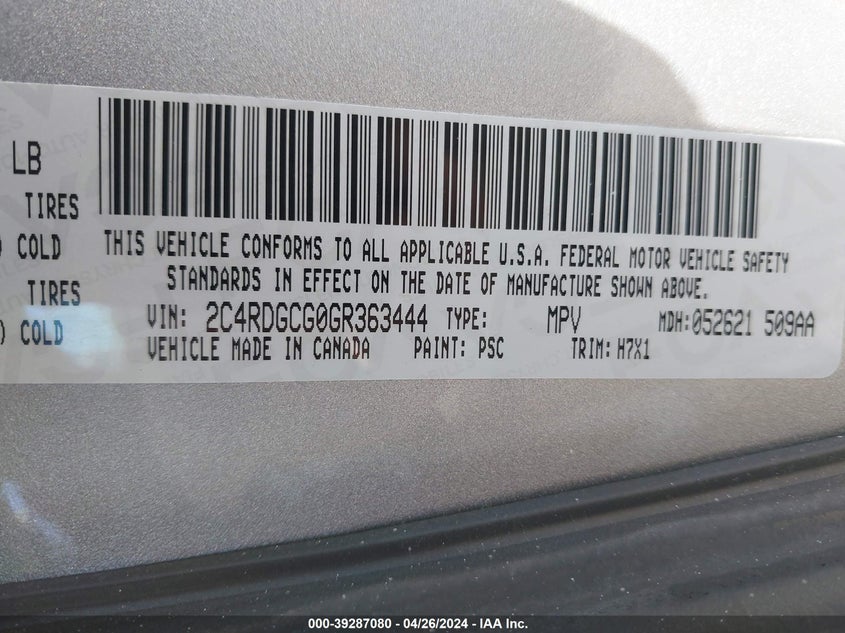 LB
TIRES
) COLD
TIRES
) COLD
THIS VEHICLE CONFORMS TO ALL APPLICABLE U.S.A. FEDERAL MOTOR VEHICLE SAFETY
STANDARDS IN EFFECT ON THE DATE OF MANUFACTURE SHOWN ABOVE.
VIN: 2C4RDGCG0GR363444 TYPE: MPV MDH:052621 509AA
VEHICLE MADE IN CANADA PAINT: PSC TRIM: H7X1
000-39287080 - 04/26/2024 - IAA Inc.